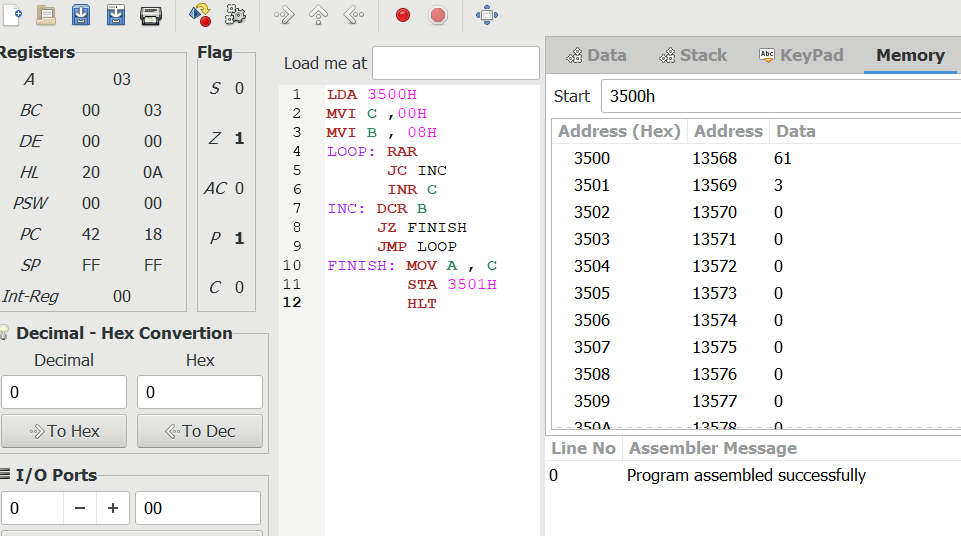 Registers
A 03
BC 00 03
DE 00 00
HL 20 0A
PSW 00 00
PC 42 18
SP FF FF
Int-Reg 00
Flag
S 0
Z 1
AC 0
P 1
C 0
Decimal - Hex Convertion
Decimal Hex
0 0
To Hex To Dec
I/O Ports
0 − + 00
Load me at
1 LDA 3500H
2 MVI C ,00H
3 MVI B , 08H
4 LOOP: RAR
5 JC INC
6 INR C
7 INC: DCR B
8 JZ FINISH
9 JMP LOOP
10 FINISH: MOV A , C
11 STA 3501H
12 HLT
Data Stack Abc KeyPad Memory
Start 3500h
Address (Hex) Address Data
3500 13568 61
3501 13569 3
3502 13570 0
3503 13571 0
3504 13572 0
3505 13573 0
3506 13574 0
3507 13575 0
3508 13576 0
3509 13577 0
350A 13578 0
Line No Assembler Message
0 Program assembled successfully